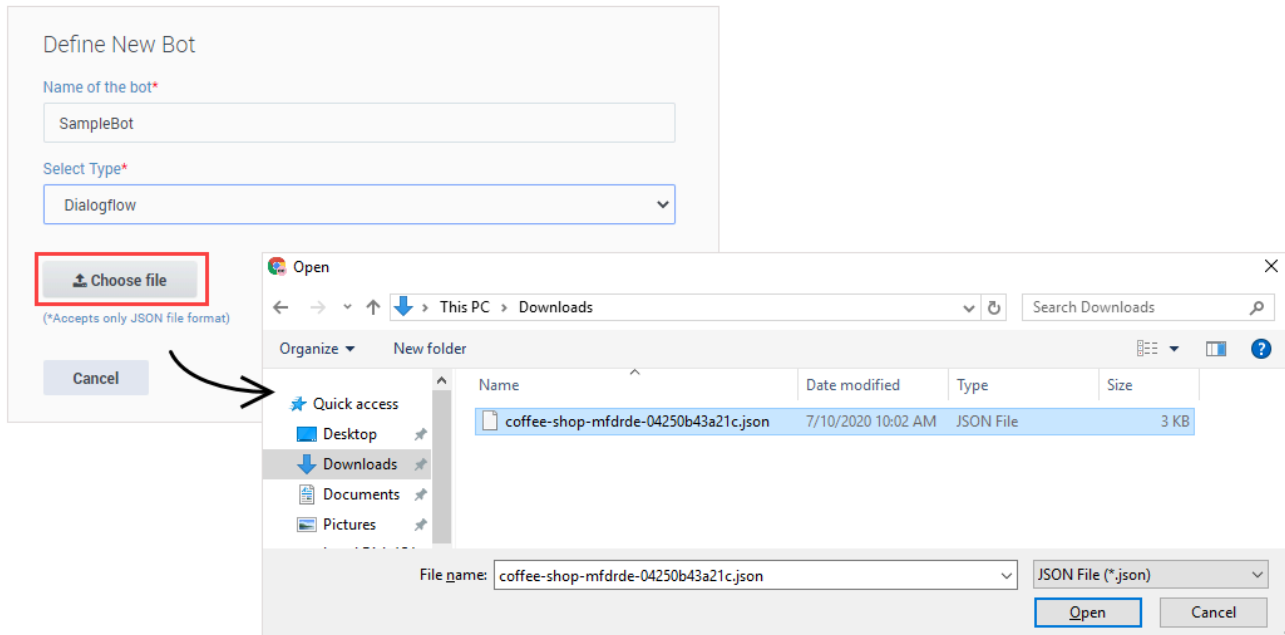 Define New Bot
Name of the bot*
SampleBot
Select Type*
Dialogflow
Choose file
(*Accepts only JSON file format)
Cancel
Open
This PC > Downloads
Search Downloads
Organize
New folder
?
Quick access
Desktop
Downloads
Documents
Pictures
Name Date modified Type Size
coffee-shop-mfdrde-04250b43a21c.json 7/10/2020 10:02 AM JSON File 3 KB
File name: coffee-shop-mfdrde-04250b43a21c.json
JSON File (*.json)
Open
Cancel